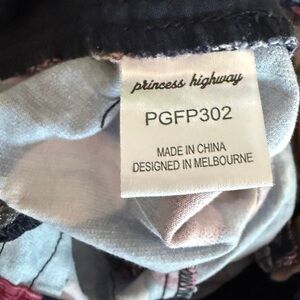 princess highway
PGFP302
MADE IN CHINA
DESIGNED IN MELBOURNE